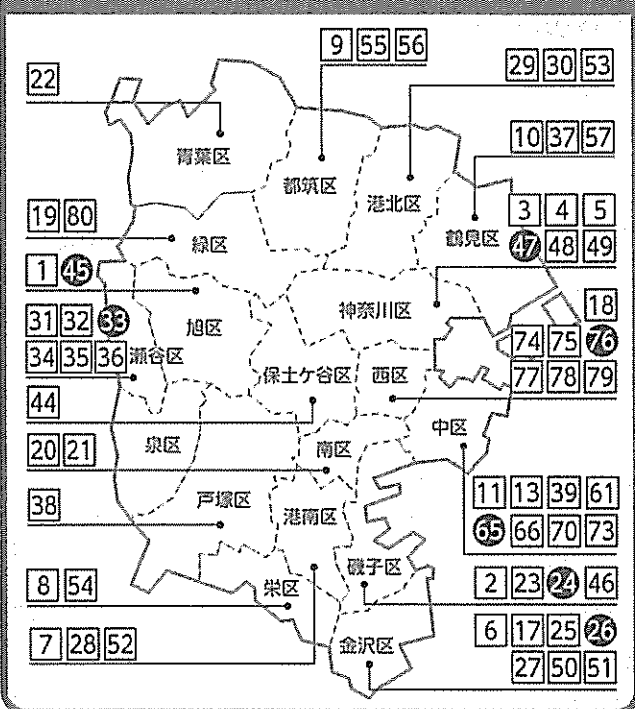 9 55 56
22
29 30 53
10 37 57
青葉区
都筑区
港北区
鶴見区
19 80
緑区
3 4 5
47 48 49
1 45
旭区
神奈川区
18
31 32 33
34 35 36
瀬谷区
74 75 76
77 78 79
保土ケ谷区
西区
44
中区
泉区
20 21
南区
38
戸塚区
港南区
11 13 39 61
65 66 70 73
8 54
栄区
磯子区
2 23 24 46
7 28 52
金沢区
6 17 25 26
27 50 51